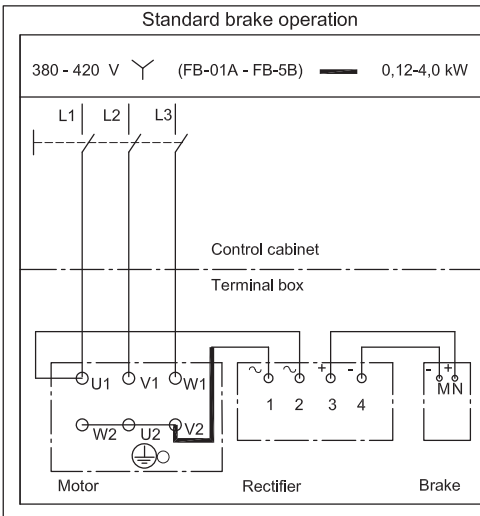 Standard brake operation
380 - 420 V (FB-01A - FB-5B) 0,12-4,0 kW
L1 L2 L3
Control cabinet
Terminal box
U1 V1 W1 ~ ~ + - - +
1 2 3 4 M N
W2 U2 V2
Motor Rectifier Brake